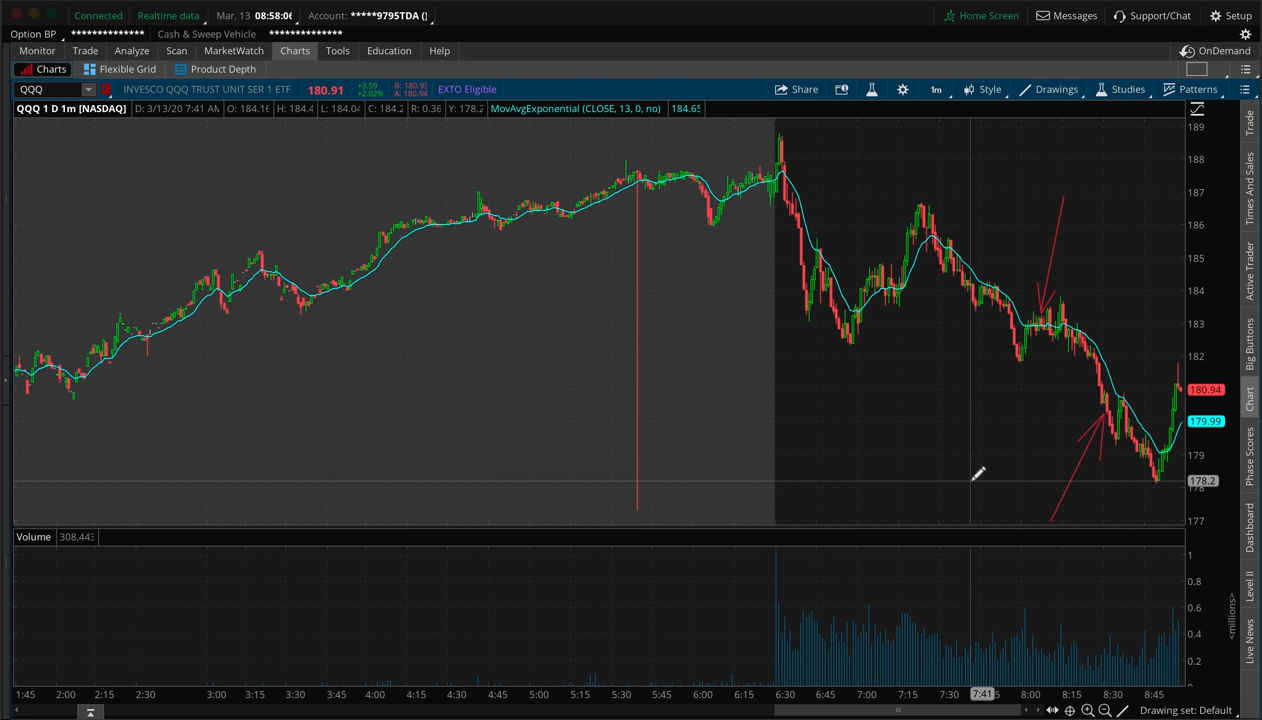 Connected Realtime data Mar, 13 08:58:06 Account: *****9795TDA () Home Screen Messages Support/Chat Setup
Option BP ************** Cash & Sweep Vehicle **************
Monitor Trade Analyze Scan MarketWatch Charts Tools Education Help OnDemand
Charts Flexible Grid Product Depth
QQQ INVESCO QQQ TRUST UNIT SER 1 ETF 180.91 +3.59 +2.02% B: 180.93 A: 180.94 EXTO Eligible Share 1m Style Drawings Studies Patterns
QQQ 1 D 1m [NASDAQ] D: 3/13/20 7:41 AM O: 184.16 H: 184.4 L: 184.04 C: 184.2 R: 0.36 Y: 178.2 MovAvgExponential (CLOSE, 13, 0, no) 184.65
189
188
187
186
185
184
183
182
180.94
179.99
179
178.2
178
177
Volume 308,443
1
0.8
0.6
0.4
0.2
0
<millions>
1:45 2:00 2:15 2:30 3:00 3:15 3:30 3:45 4:00 4:15 4:30 4:45 5:00 5:15 5:30 5:45 6:00 6:15 6:30 6:45 7:00 7:15 7:30 7:41 8:00 8:15 8:30 8:45
Drawing set: Default
Trade
Times And Sales
Active Trader
Big Buttons
Chart
Phase Scores
Dashboard
Level II
Live News